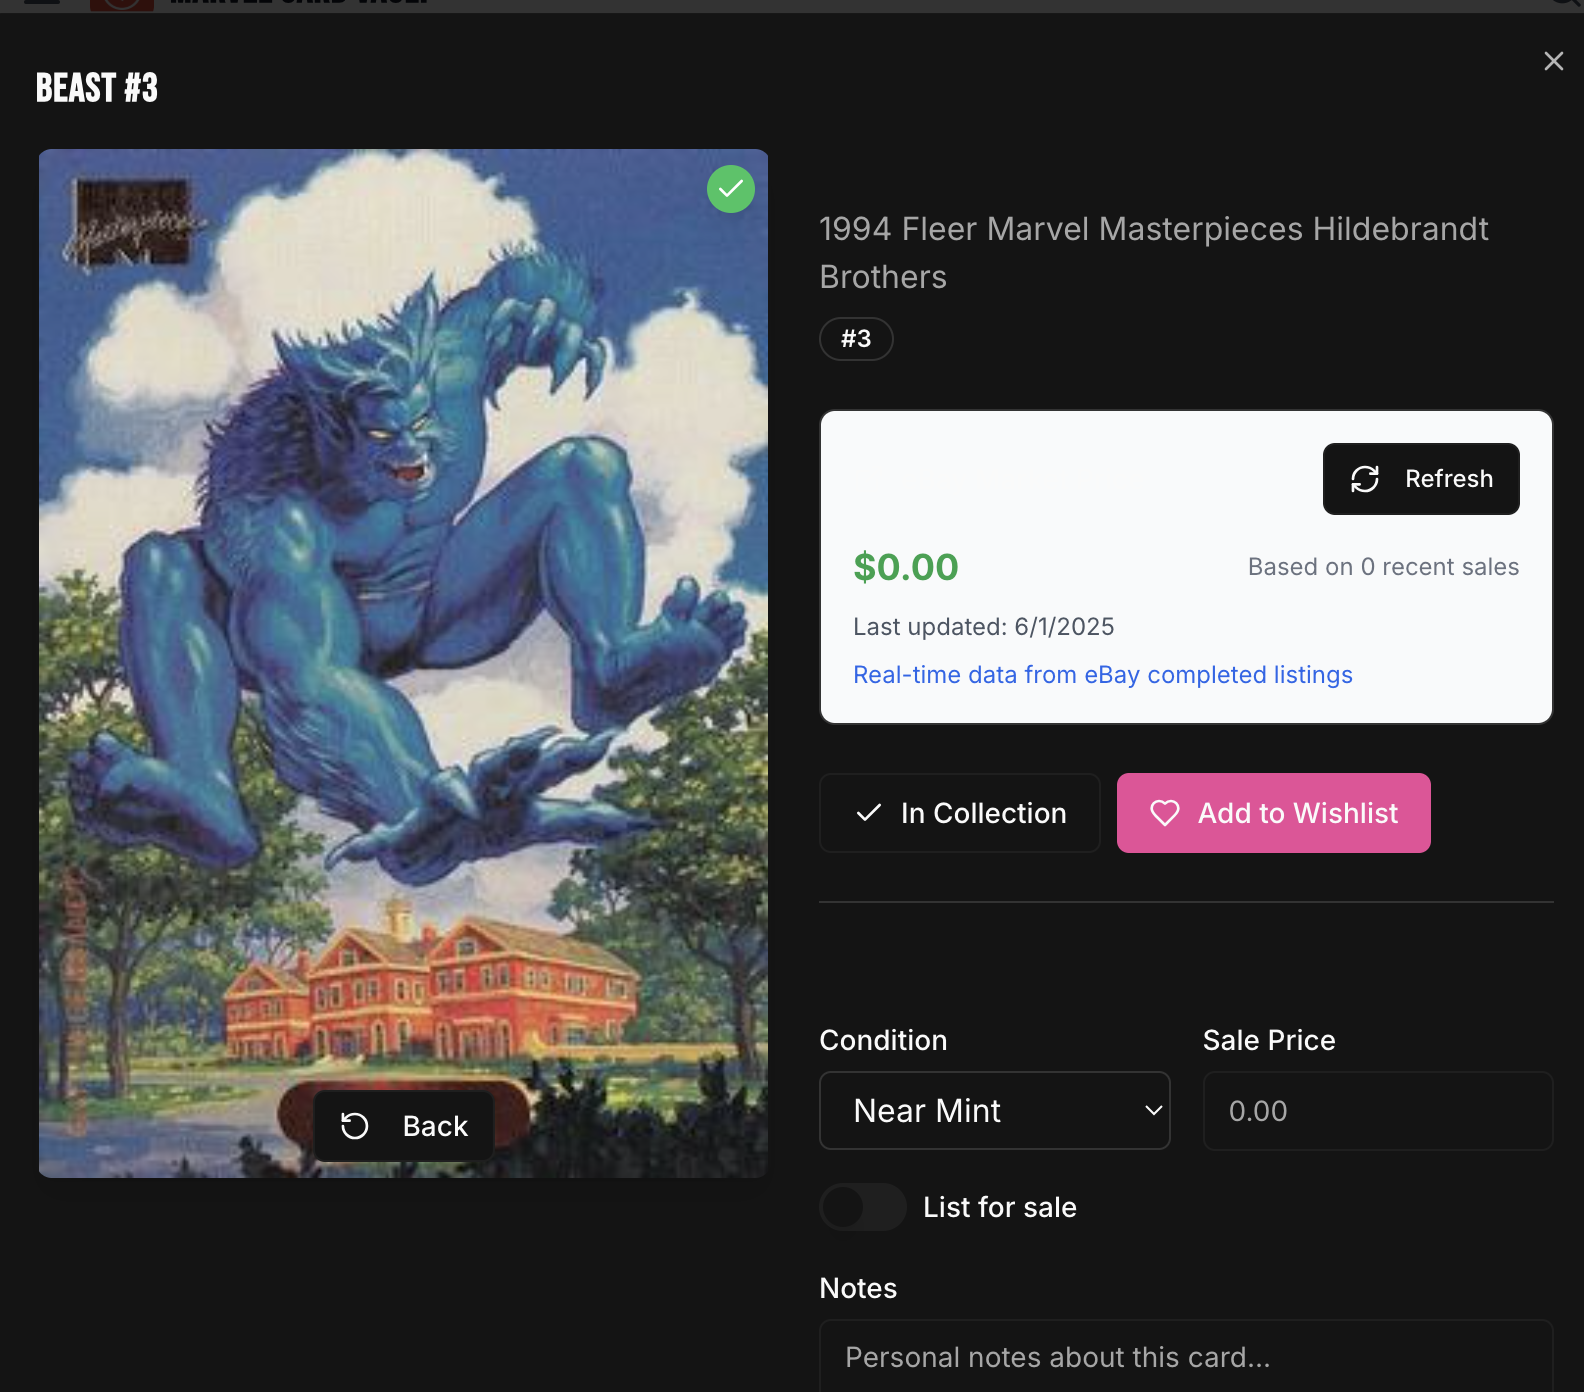 BEAST #3
1994 Fleer Marvel Masterpieces Hildebrandt
Brothers
#3
Refresh
$0.00
Based on 0 recent sales
Last updated: 6/1/2025
Real-time data from eBay completed listings
In Collection
Add to Wishlist
Condition
Sale Price
Near Mint
0.00
List for sale
Notes
Personal notes about this card...
Back